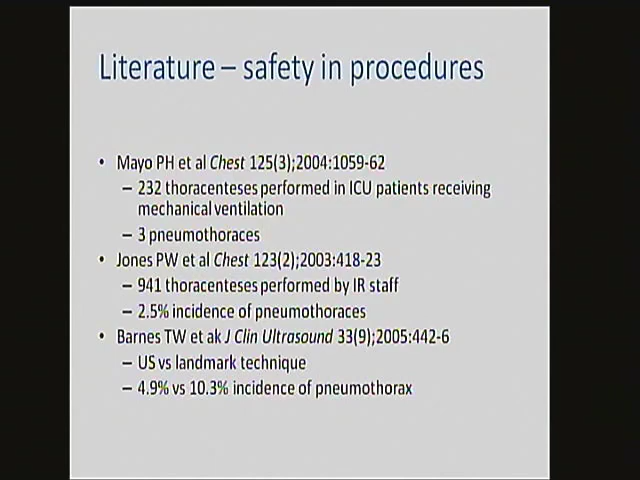 Literature – safety in procedures
• Mayo PH et al Chest 125(3);2004:1059-62
– 232 thoracenteses performed in ICU patients receiving
mechanical ventilation
– 3 pneumothoraces
• Jones PW et al Chest 123(2);2003:418-23
– 941 thoracenteses performed by IR staff
– 2.5% incidence of pneumothoraces
• Barnes TW et ak J Clin Ultrasound 33(9);2005:442-6
– US vs landmark technique
– 4.9% vs 10.3% incidence of pneumothorax